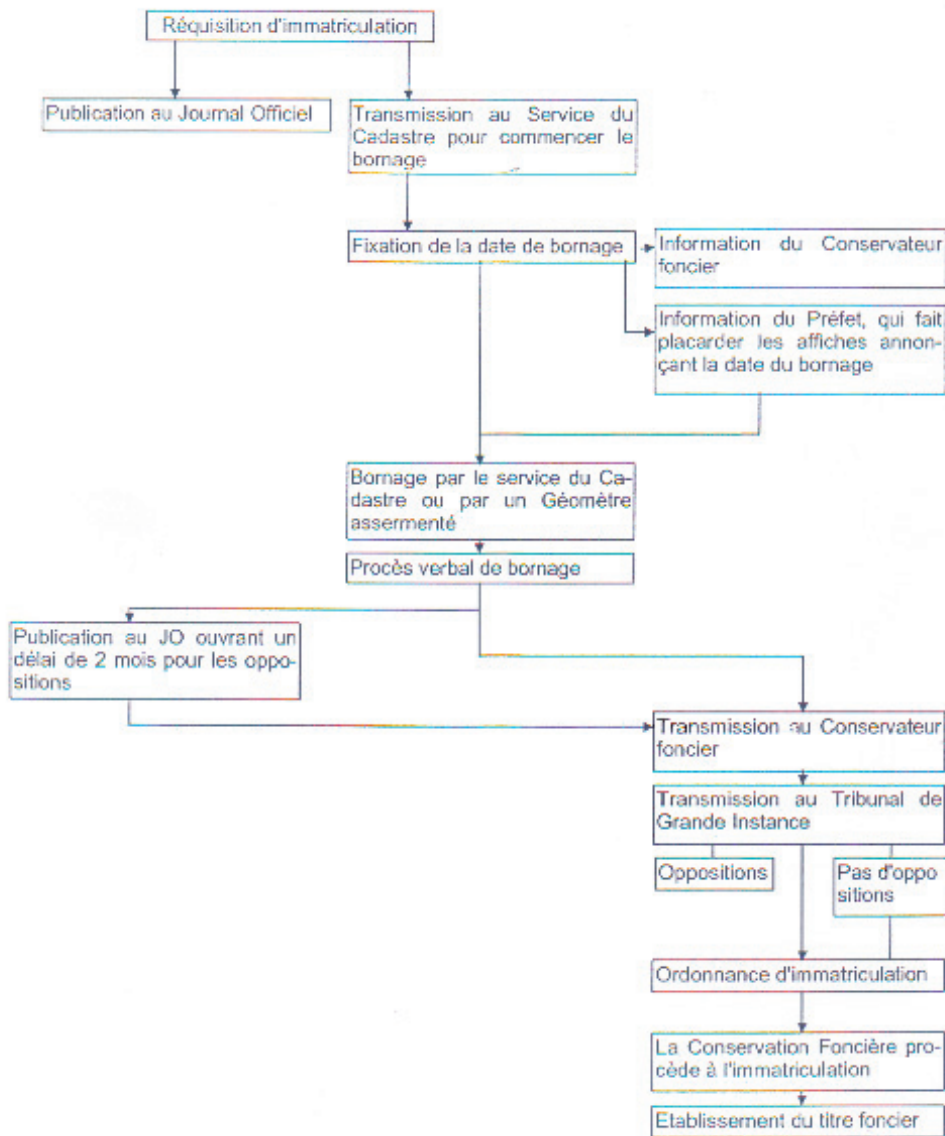 Réquisition d'immatriculation
Publication au Journal Officiel
Transmission au Service du
Cadastre pour commencer le
bornage
Fixation de la date de bornage
Information du Conservateur
foncier
Information du Préfet, qui fait
placarder les affiches annon-
çant la date du bornage
Bornage par le service du Ca-
dastre ou par un Géomètre
assermenté
Procès verbal de bornage
Publication au JO ouvrant un
délai de 2 mois pour les oppo-
sitions
Transmission au Conservateur
foncier
Transmission au Tribunal de
Grande Instance
Oppositions
Pas d'oppo
sitions
Ordonnance d'immatriculation
La Conservation Foncière pro-
cède à l'immatriculation
Etablissement du titre foncier